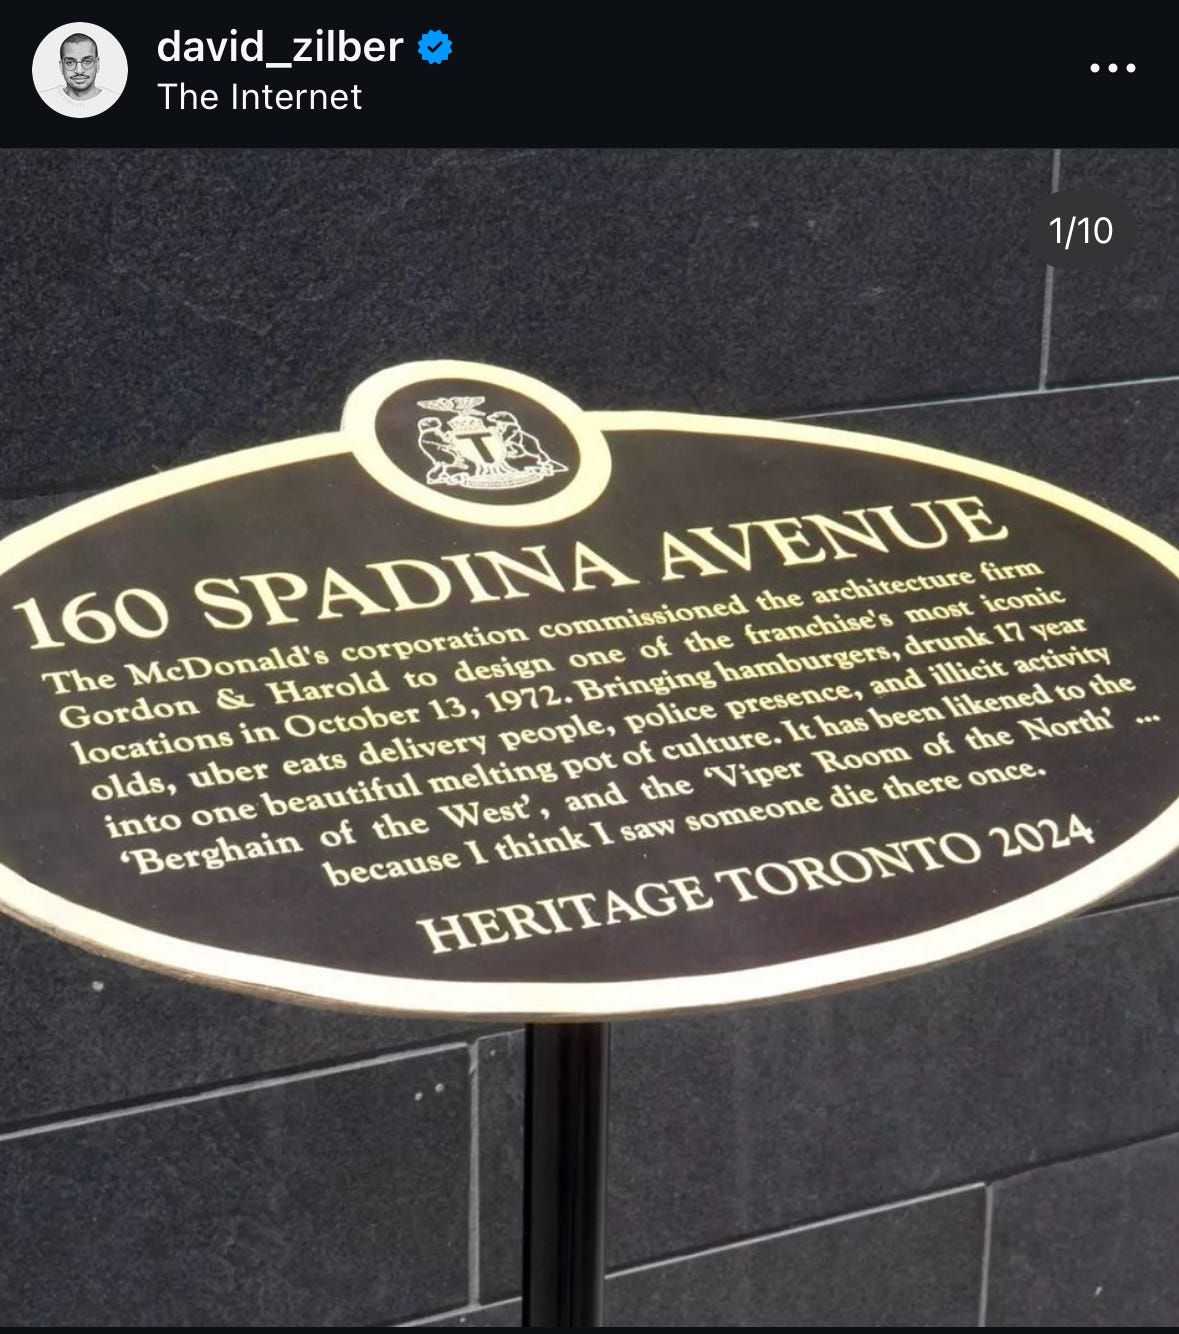 david_zilber
The Internet
1/10
T
160 SPADINA AVENUE
The McDonald's corporation commissioned the architecture firm
Gordon & Harold to design one of the franchise's most iconic
locations in October 13, 1972. Bringing hamburgers, drunk 17 year
olds, uber eats delivery people, police presence, and illicit activity
into one beautiful melting pot of culture. It has been likened to the
‘Berghain of the West’, and the ‘Viper Room of the North’ ...
because I think I saw someone die there once.
HERITAGE TORONTO 2024